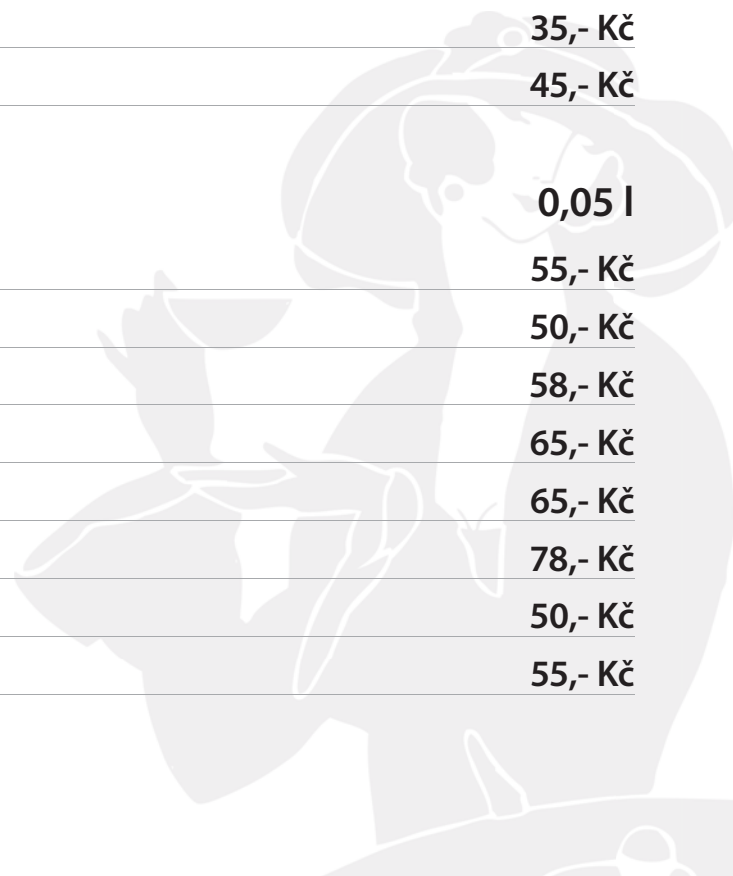 35,- Kč
45,- Kč
0,05 l
55,- Kč
50,- Kč
58,- Kč
65,- Kč
65,- Kč
78,- Kč
50,- Kč
55,- Kč